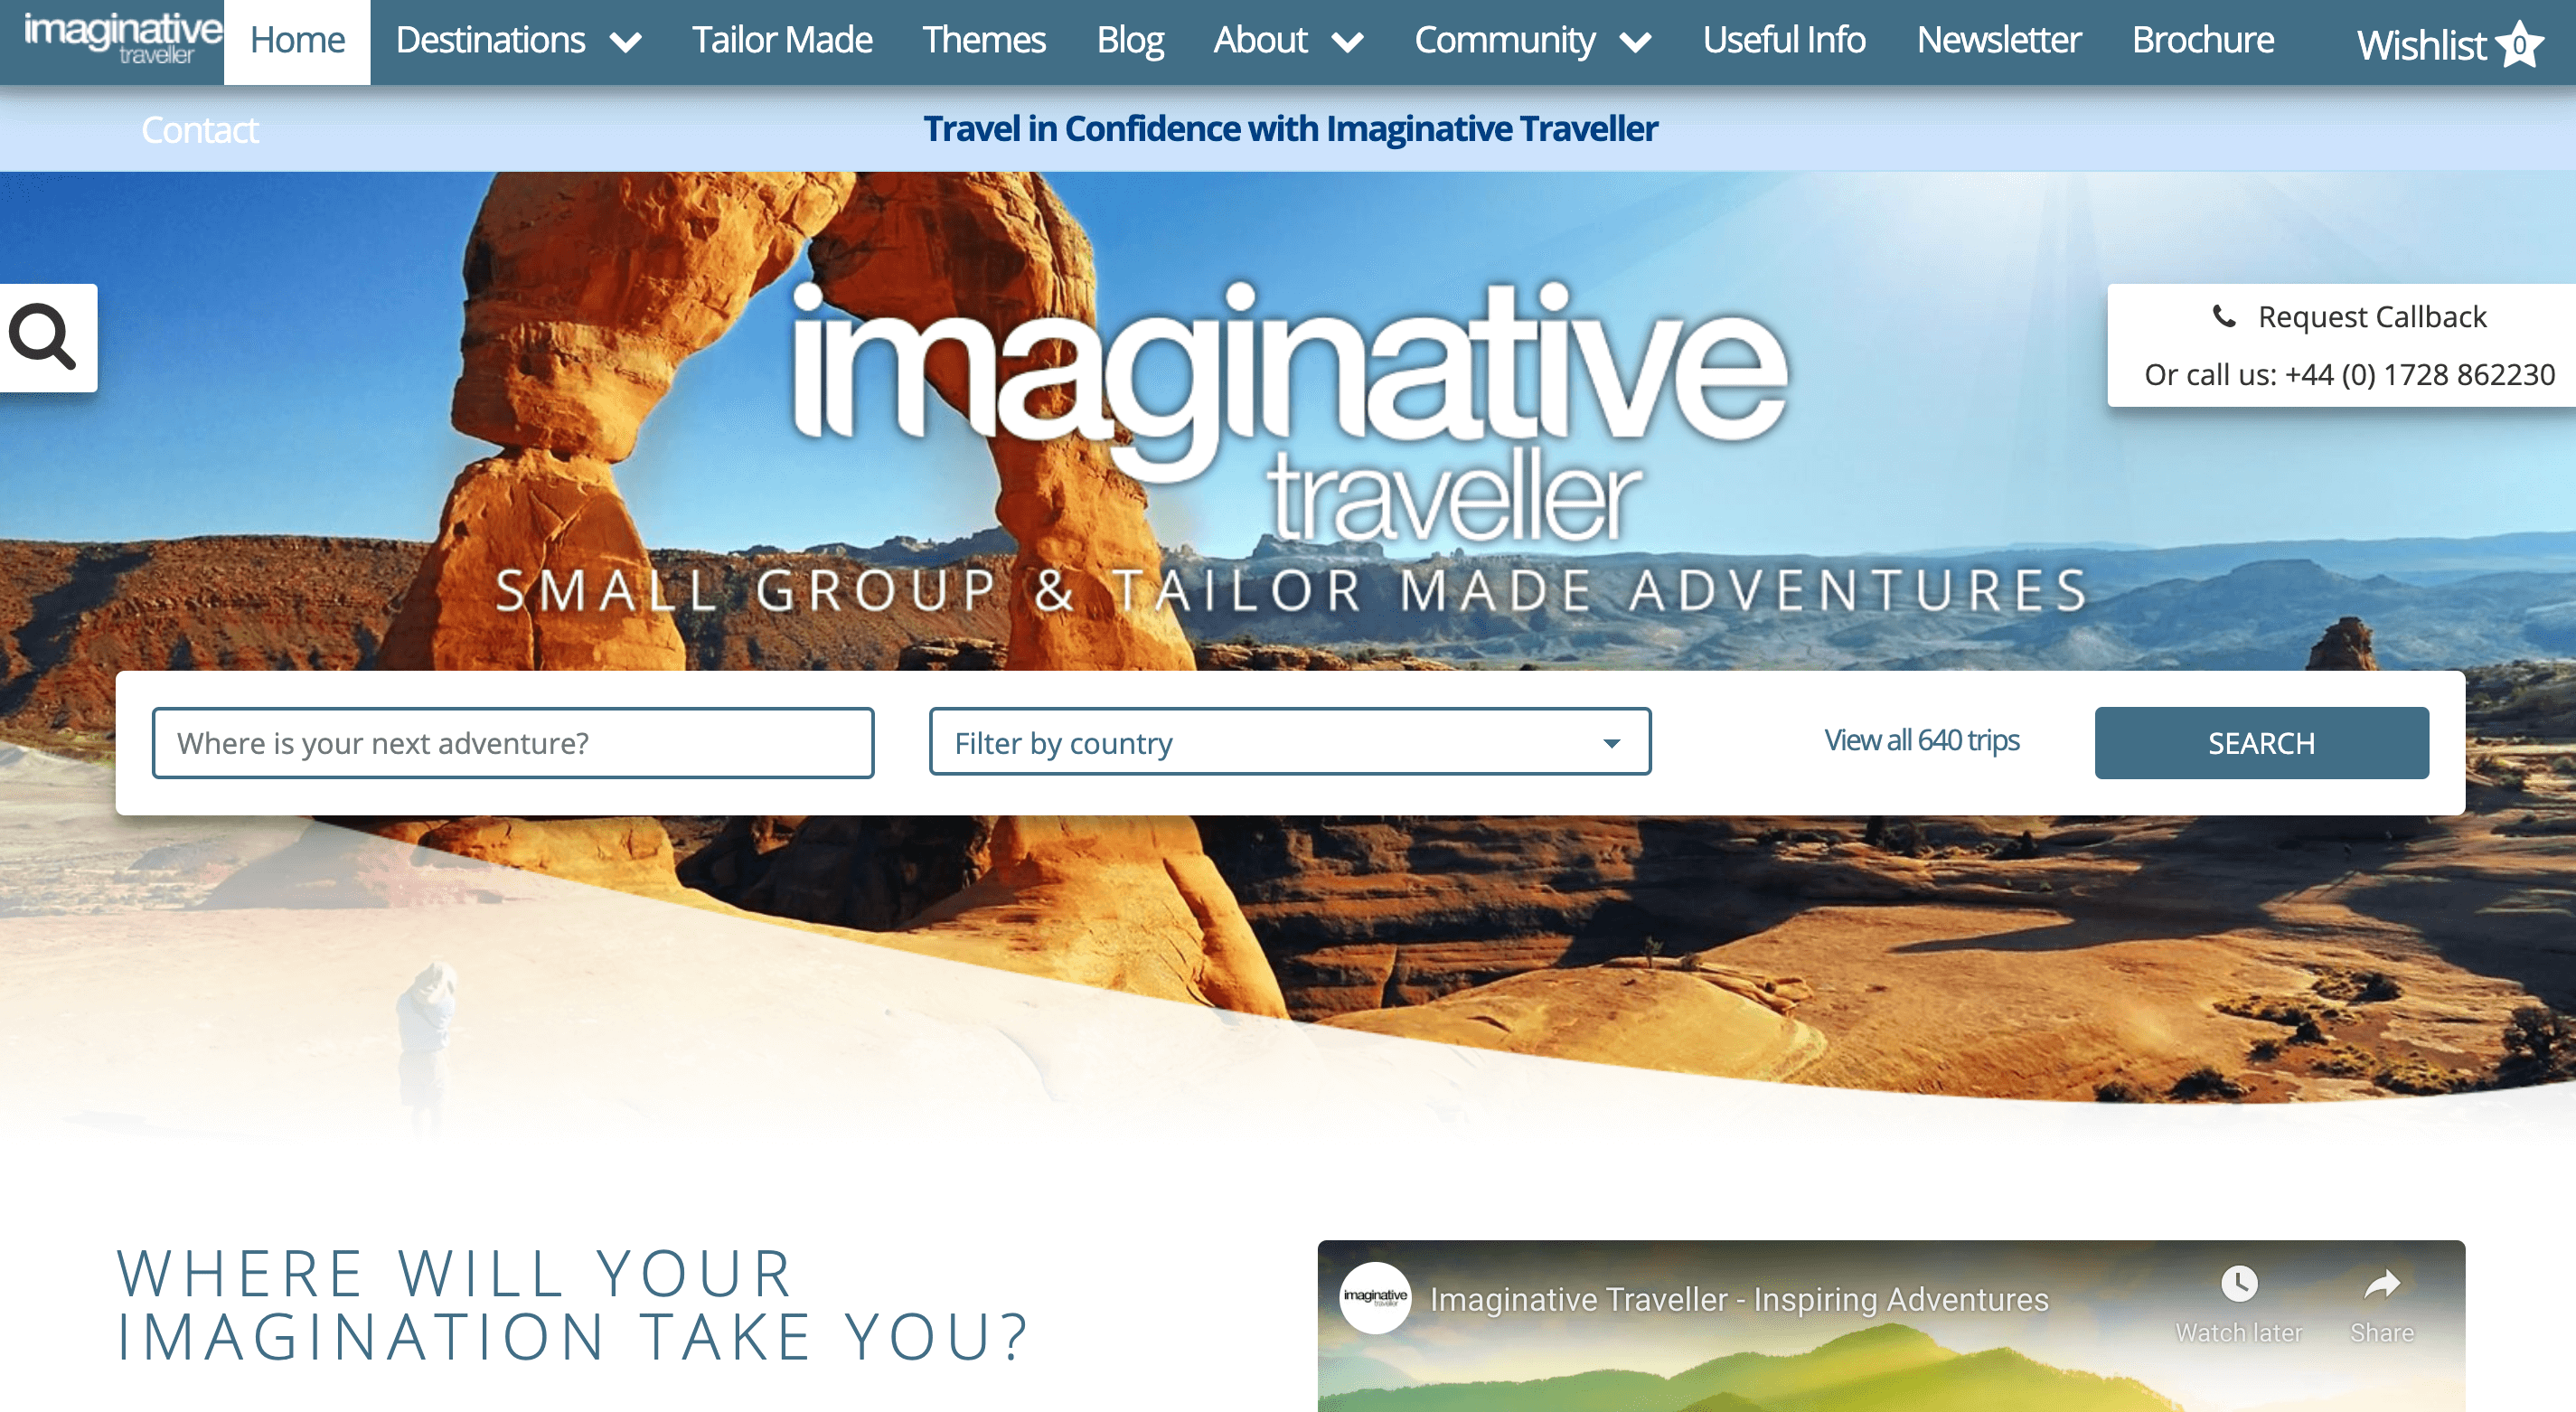 imaginative
traveller
Home
Destinations
Tailor Made
Themes
Blog
About
Community
Useful Info
Newsletter
Brochure
Wishlist 0
Contact
Travel in Confidence with Imaginative Traveller
Request Callback
Or call us: +44 (0) 1728 862230
imaginative
traveller
SMALL GROUP & TAILOR MADE ADVENTURES
Where is your next adventure?
Filter by country
View all 640 trips
SEARCH
WHERE WILL YOUR
IMAGINATION TAKE YOU?
imaginative
traveller
Imaginative Traveller - Inspiring Adventures
Watch later
Share